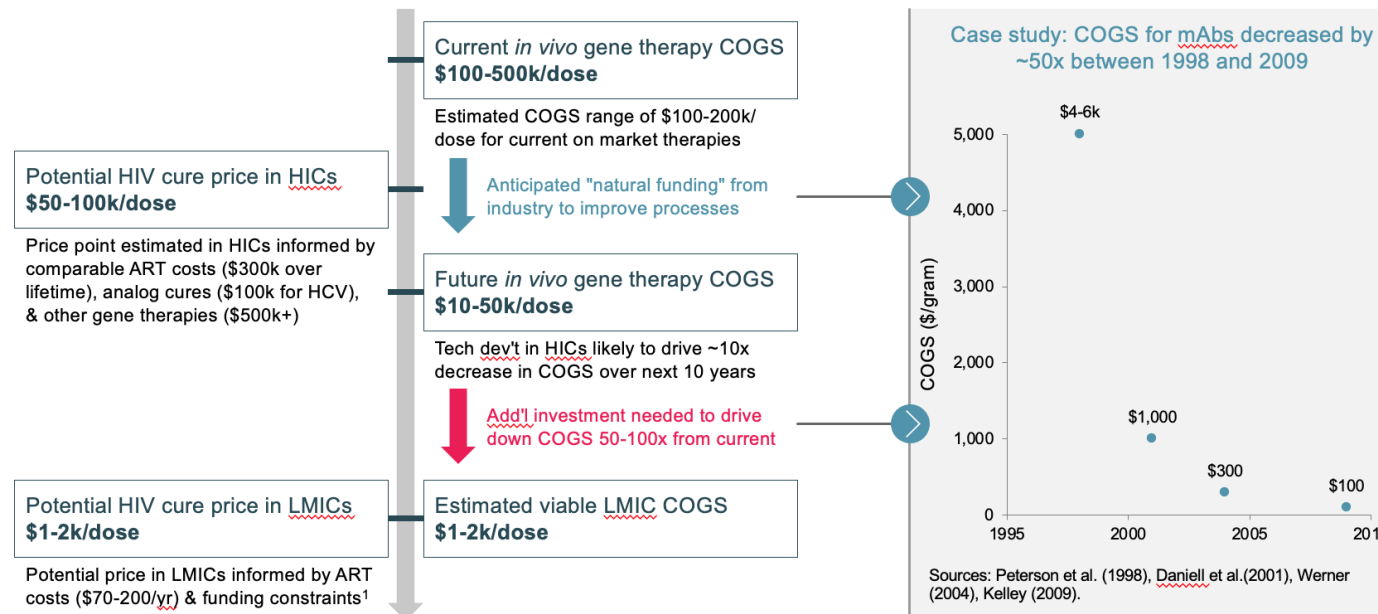 Current in vivo gene therapy COGS
$100-500k/dose
Estimated COGS range of $100-200k/
dose for current on market therapies
Potential HIV cure price in HICs
$50-100k/dose
Anticipated "natural funding" from
industry to improve processes
Price point estimated in HICs informed by
comparable ART costs ($300k over
lifetime), analog cures ($100k for HCV),
& other gene therapies ($500k+)
Future in vivo gene therapy COGS
$10-50k/dose
Tech dev't in HICs likely to drive ~10x
decrease in COGS over next 10 years
Add'l investment needed to drive
down COGS 50-100x from current
Potential HIV cure price in LMICs
$1-2k/dose
Estimated viable LMIC COGS
$1-2k/dose
Potential price in LMICs informed by ART
costs ($70-200/yr) & funding constraints¹
Case study: COGS for mAbs decreased by
~50x between 1998 and 2009
COGS ($/gram)
5,000
4,000
3,000
2,000
1,000
0
$4-6k
$1,000
$300
$100
1995
2000
2005
201
Sources: Peterson et al. (1998), Daniell et al.(2001), Werner
(2004), Kelley (2009).